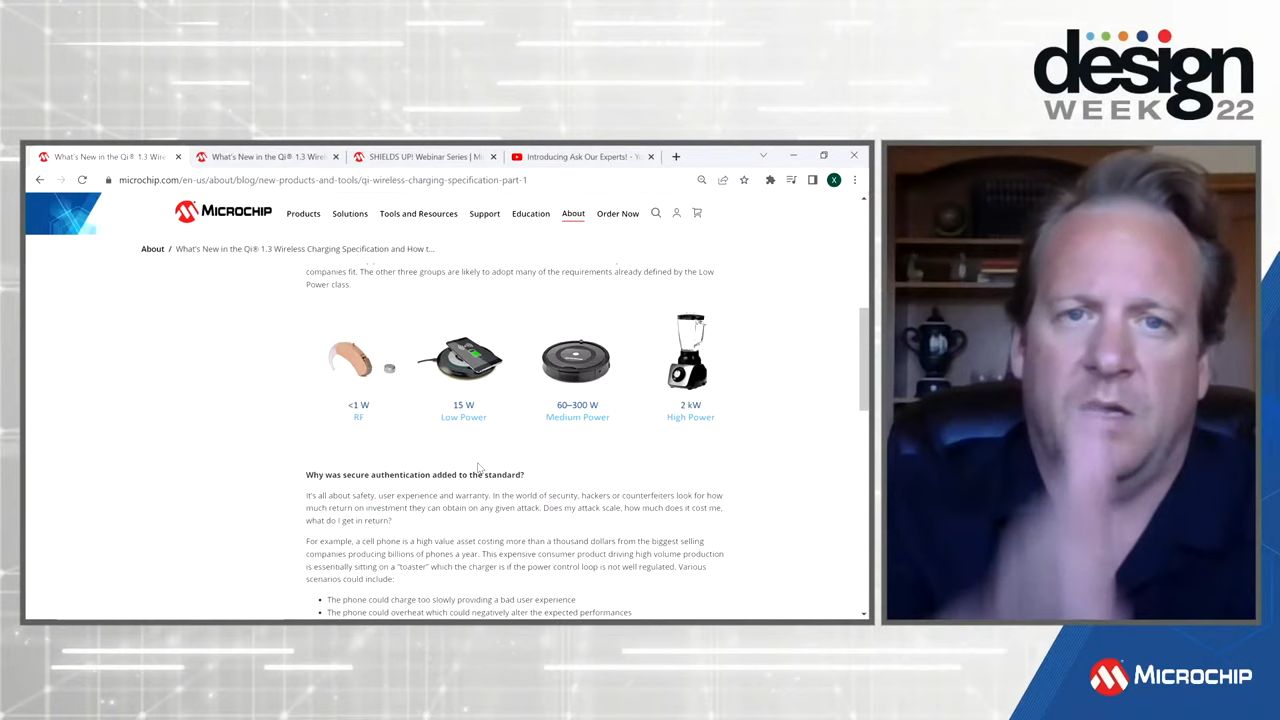 design
WEEK 22
What's New in the Qi® 1.3 Wire
What's New in the Qi® 1.3 Wirel
SHIELDS UP! Webinar Series | M
Introducing Ask Our Experts! - Y
microchip.com/en-us/about/blog/new-products-and-tools/qi-wireless-charging-specification-part-1
X
MICROCHIP
Products Solutions Tools and Resources Support Education About Order Now
About / What's New in the Qi® 1.3 Wireless Charging Specification and How t...
companies fit. The other three groups are likely to adopt many of the requirements already defined by the Low
Power class.
<1 W 15 W 60–300 W 2 kW
RF Low Power Medium Power High Power
Why was secure authentication added to the standard?
It's all about safety, user experience and warranty. In the world of security, hackers or counterfeiters look for how
much return on investment they can obtain on any given attack. Does my attack scale, how much does it cost me,
what do I get in return?
For example, a cell phone is a high value asset costing more than a thousand dollars from the biggest selling
companies producing billions of phones a year. This expensive consumer product driving high volume production
is essentially sitting on a "toaster" which the charger is if the power control loop is not well regulated. Various
scenarios could include:
• The phone could charge too slowly providing a bad user experience
• The phone could overheat which could negatively alter the expected performances
MICROCHIP